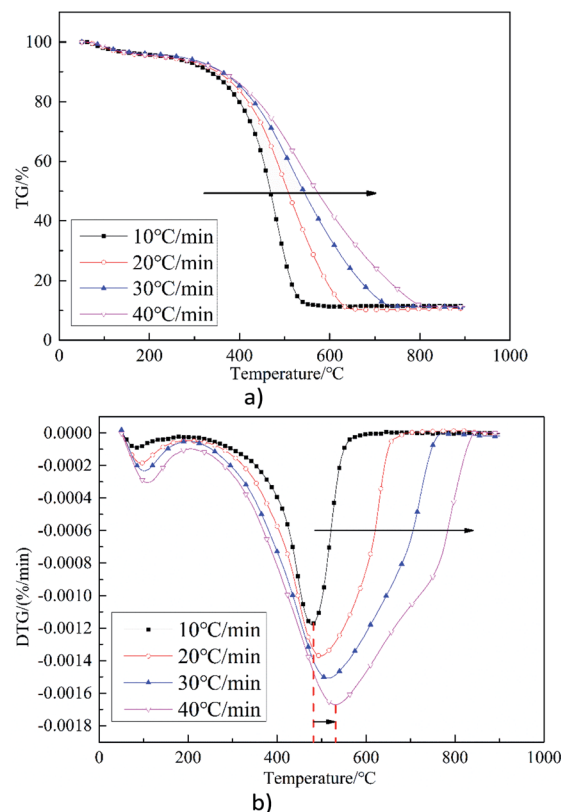 100
80
60
40
20
0
TG/%
10℃/min
20℃/min
30℃/min
40℃/min
0 200 400 600 800 1000
Temperature/℃
a)
0.0000
-0.0002
-0.0004
-0.0006
-0.0008
-0.0010
-0.0012
-0.0014
-0.0016
-0.0018
DTG/(%/min)
10℃/min
20℃/min
30℃/min
40℃/min
0 200 400 600 800 1000
Temperature/℃
b)